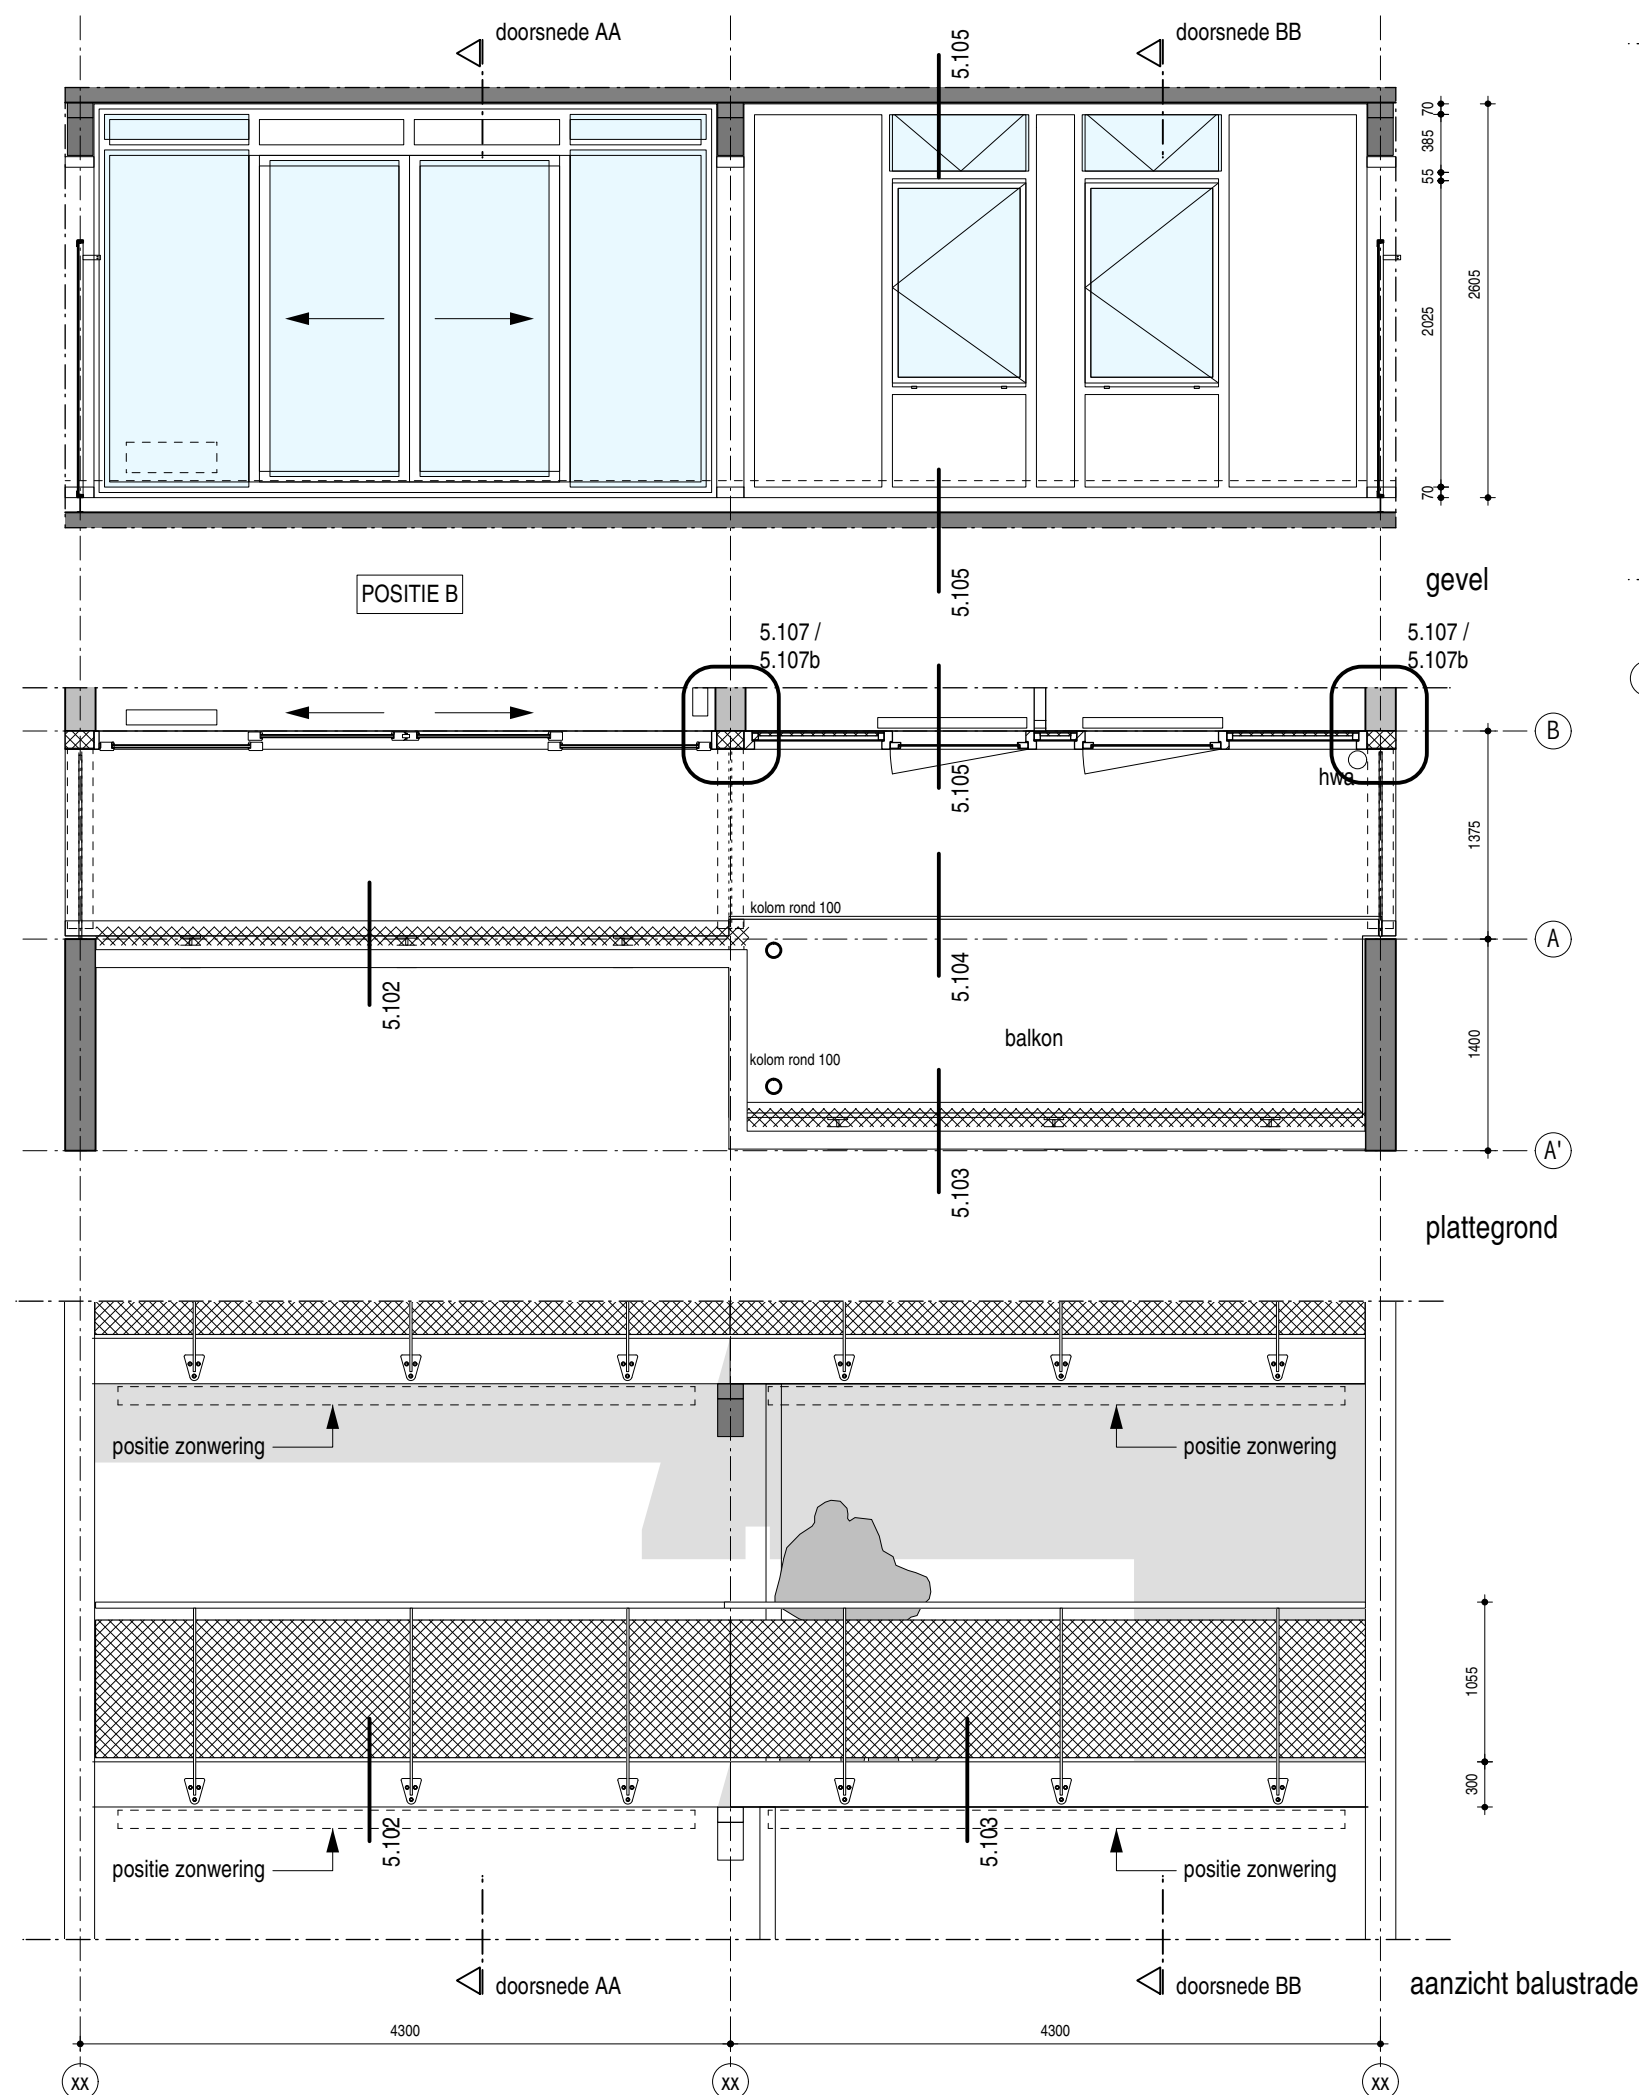 doorsnede AA
doorsnede BB
5.105
70
385
55
2605
2025
70
5.105
gevel
POSITIE B
5.107 /
5.107b
5.107 /
5.107b
B
hwa
5.105
1375
kolom rond 100
A
5.102
5.104
balkon
1400
kolom rond 100
A'
5.103
plattegrond
positie zonwering
positie zonwering
1055
300
5.102
5.103
positie zonwering
positie zonwering
doorsnede AA
doorsnede BB
aanzicht balustrade
4300
4300
xx
xx
xx